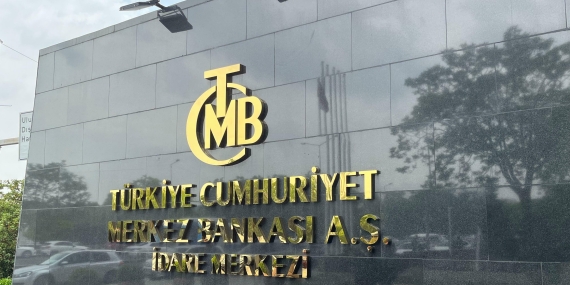 TCMB
TÜRKİYE CUMHURİYET
MERKEZ BANKASI A.Ş.
İDARE MERKEZİ